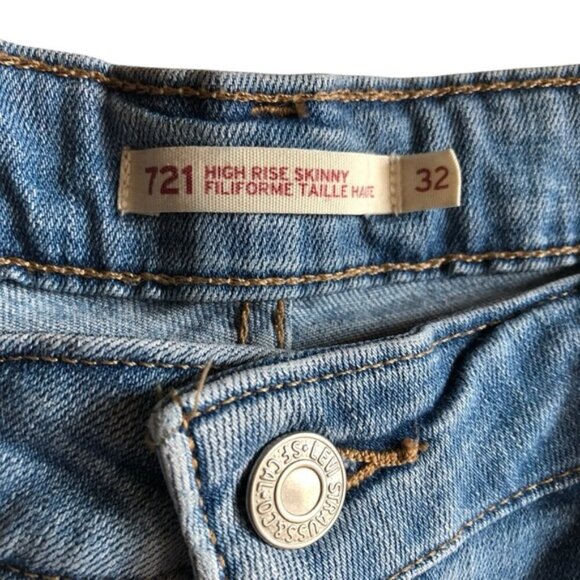 721 HIGH RISE SKINNY
FILIFORME TAILLE HAUTE
32
LEVI STRAUSS & CO
S.F. CAL